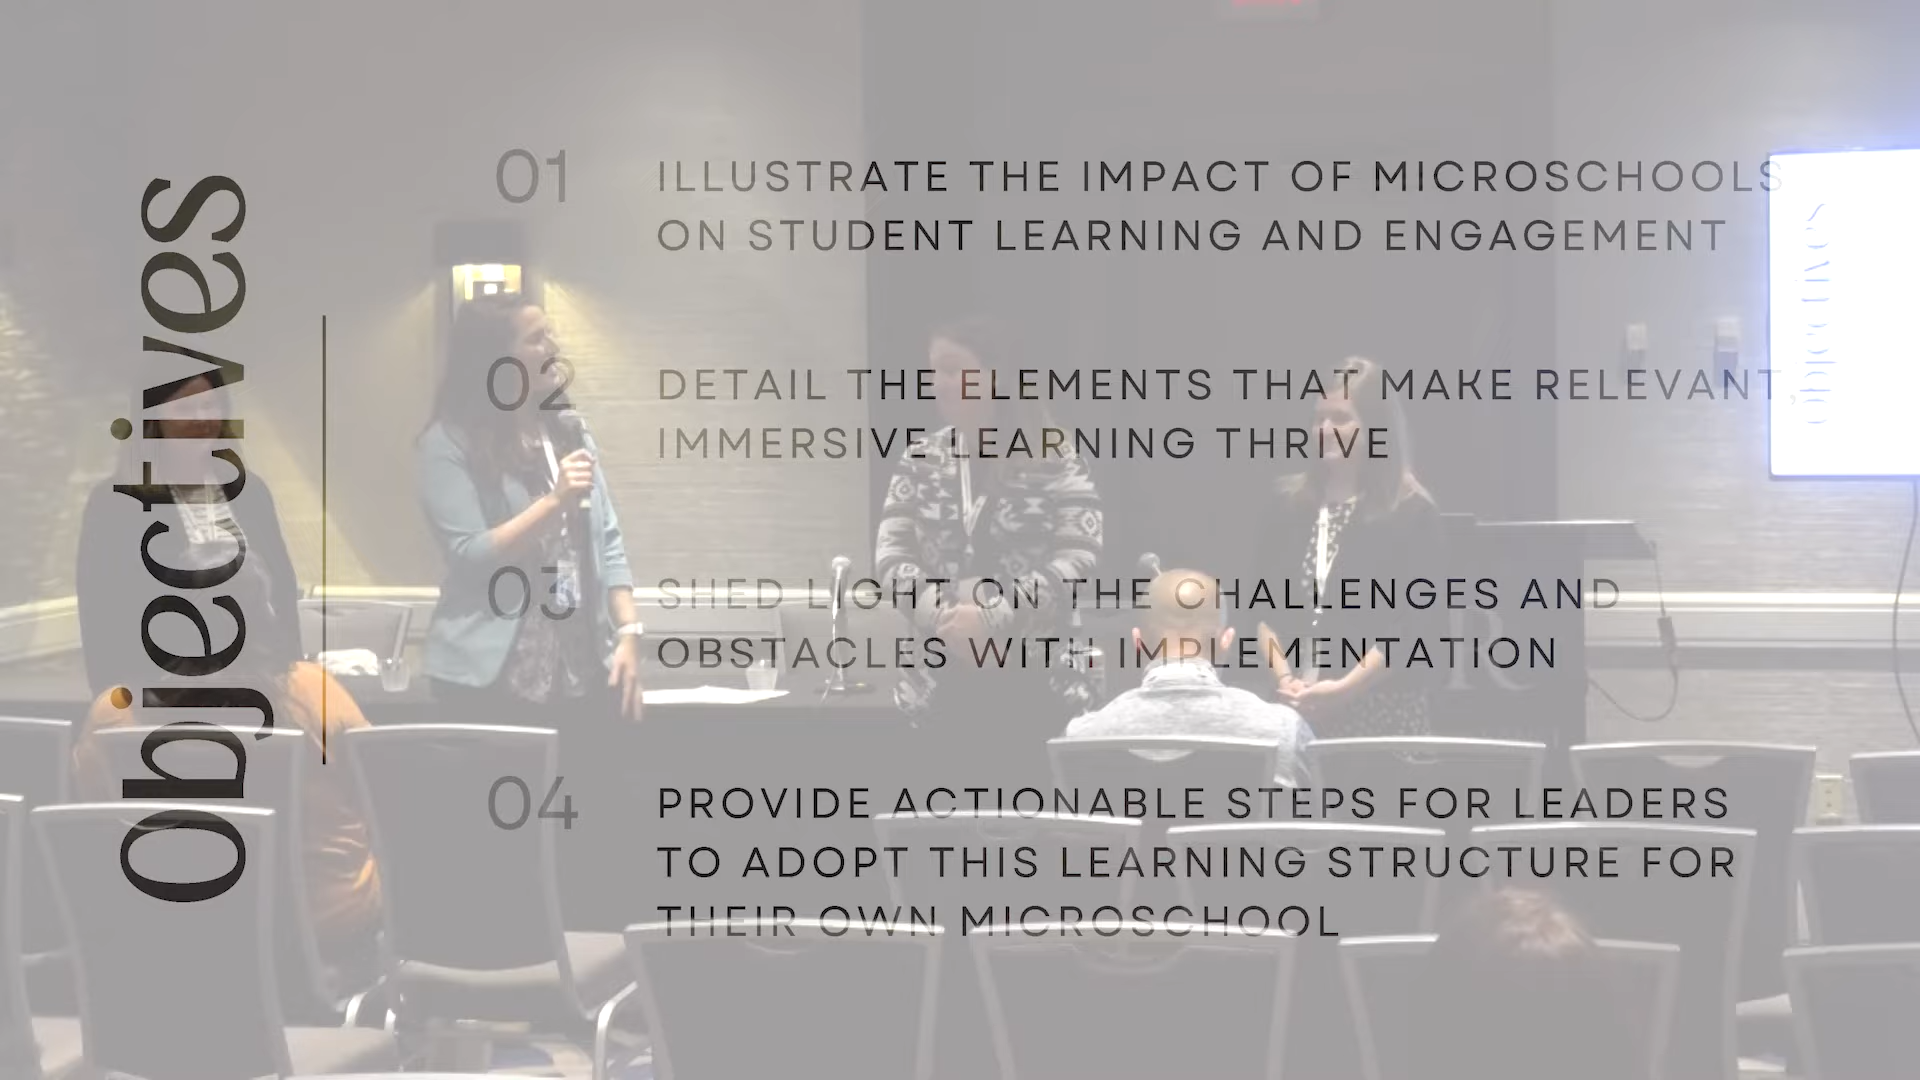 Objectives
01
ILLUSTRATE THE IMPACT OF MICROSCHOOLS
ON STUDENT LEARNING AND ENGAGEMENT
02
DETAIL THE ELEMENTS THAT MAKE RELEVANT,
IMMERSIVE LEARNING THRIVE
03
SHED LIGHT ON THE CHALLENGES AND
OBSTACLES WITH IMPLEMENTATION
04
PROVIDE ACTIONABLE STEPS FOR LEADERS
TO ADOPT THIS LEARNING STRUCTURE FOR
THEIR OWN MICROSCHOOL
Objectives
R